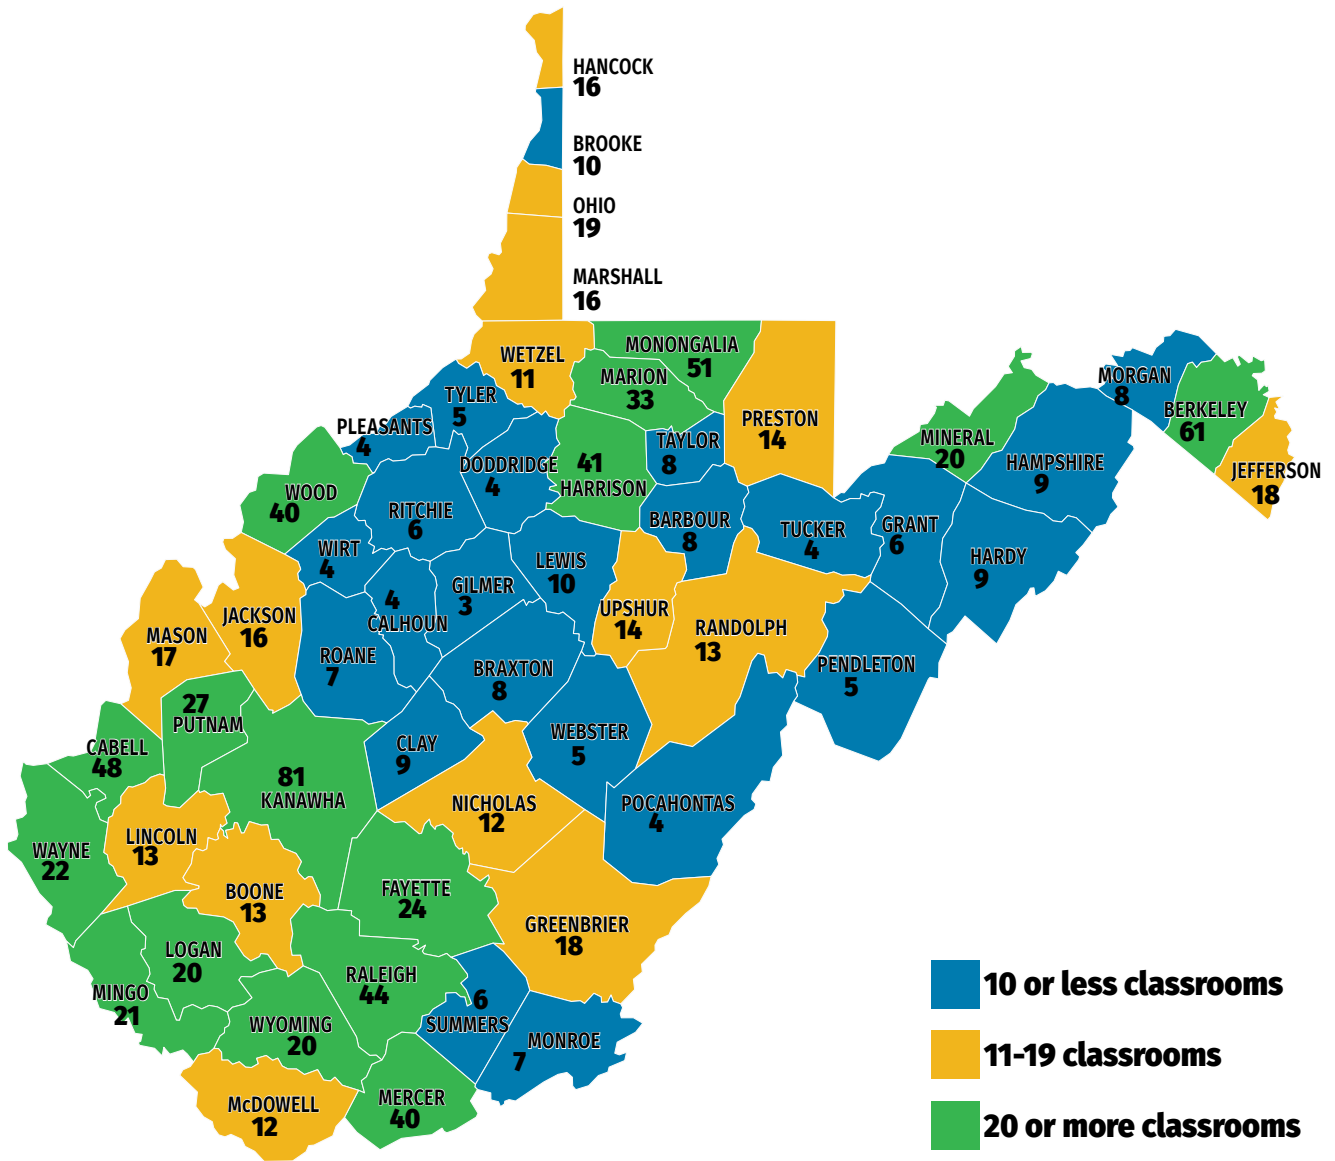 HANCOCK
16
BROOKE
10
OHIO
19
MARSHALL
16
WETZEL
11
MONONGALIA
51
MARION
33
TYLER
5
PLEASANTS
4
PRESTON
14
TAYLOR
8
DODDRIDGE
4
41
HARRISON
MORGAN
8
BERKELEY
61
JEFFERSON
18
MINERAL
20
HAMPSHIRE
9
WOOD
40
RITCHIE
6
BARBOUR
8
TUCKER
4
GRANT
6
HARDY
9
WIRT
4
LEWIS
10
GILMER
3
4
CALHOUN
UPSHUR
14
RANDOLPH
13
JACKSON
16
MASON
17
ROANE
7
BRAXTON
8
PENDLETON
5
27
PUTNAM
WEBSTER
5
CLAY
9
CABELL
48
81
KANAWHA
NICHOLAS
12
POCAHONTAS
4
LINCOLN
13
WAYNE
22
BOONE
13
FAYETTE
24
GREENBRIER
18
LOGAN
20
RALEIGH
44
MINGO
21
6
SUMMERS
WYOMING
20
MONROE
7
McDOWELL
12
MERCER
40
10 or less classrooms
11-19 classrooms
20 or more classrooms